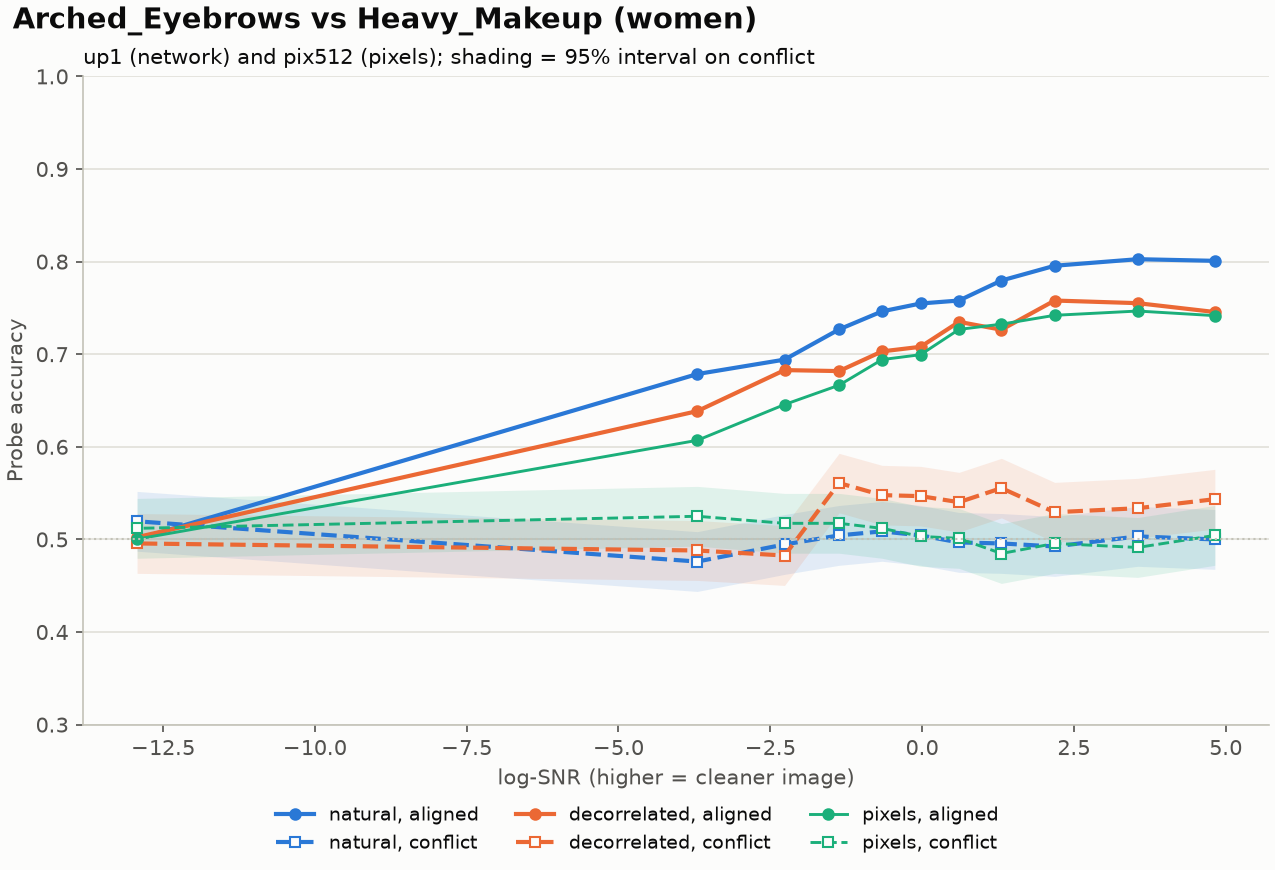 Arched_Eyebrows vs Heavy_Makeup (women)
up1 (network) and pix512 (pixels); shading = 95% interval on conflict
1.0
0.9
0.8
0.7
0.6
0.5
0.4
0.3
Probe accuracy
−12.5 −10.0 −7.5 −5.0 −2.5 0.0 2.5 5.0
log-SNR (higher = cleaner image)
natural, aligned decorrelated, aligned pixels, aligned
natural, conflict decorrelated, conflict pixels, conflict